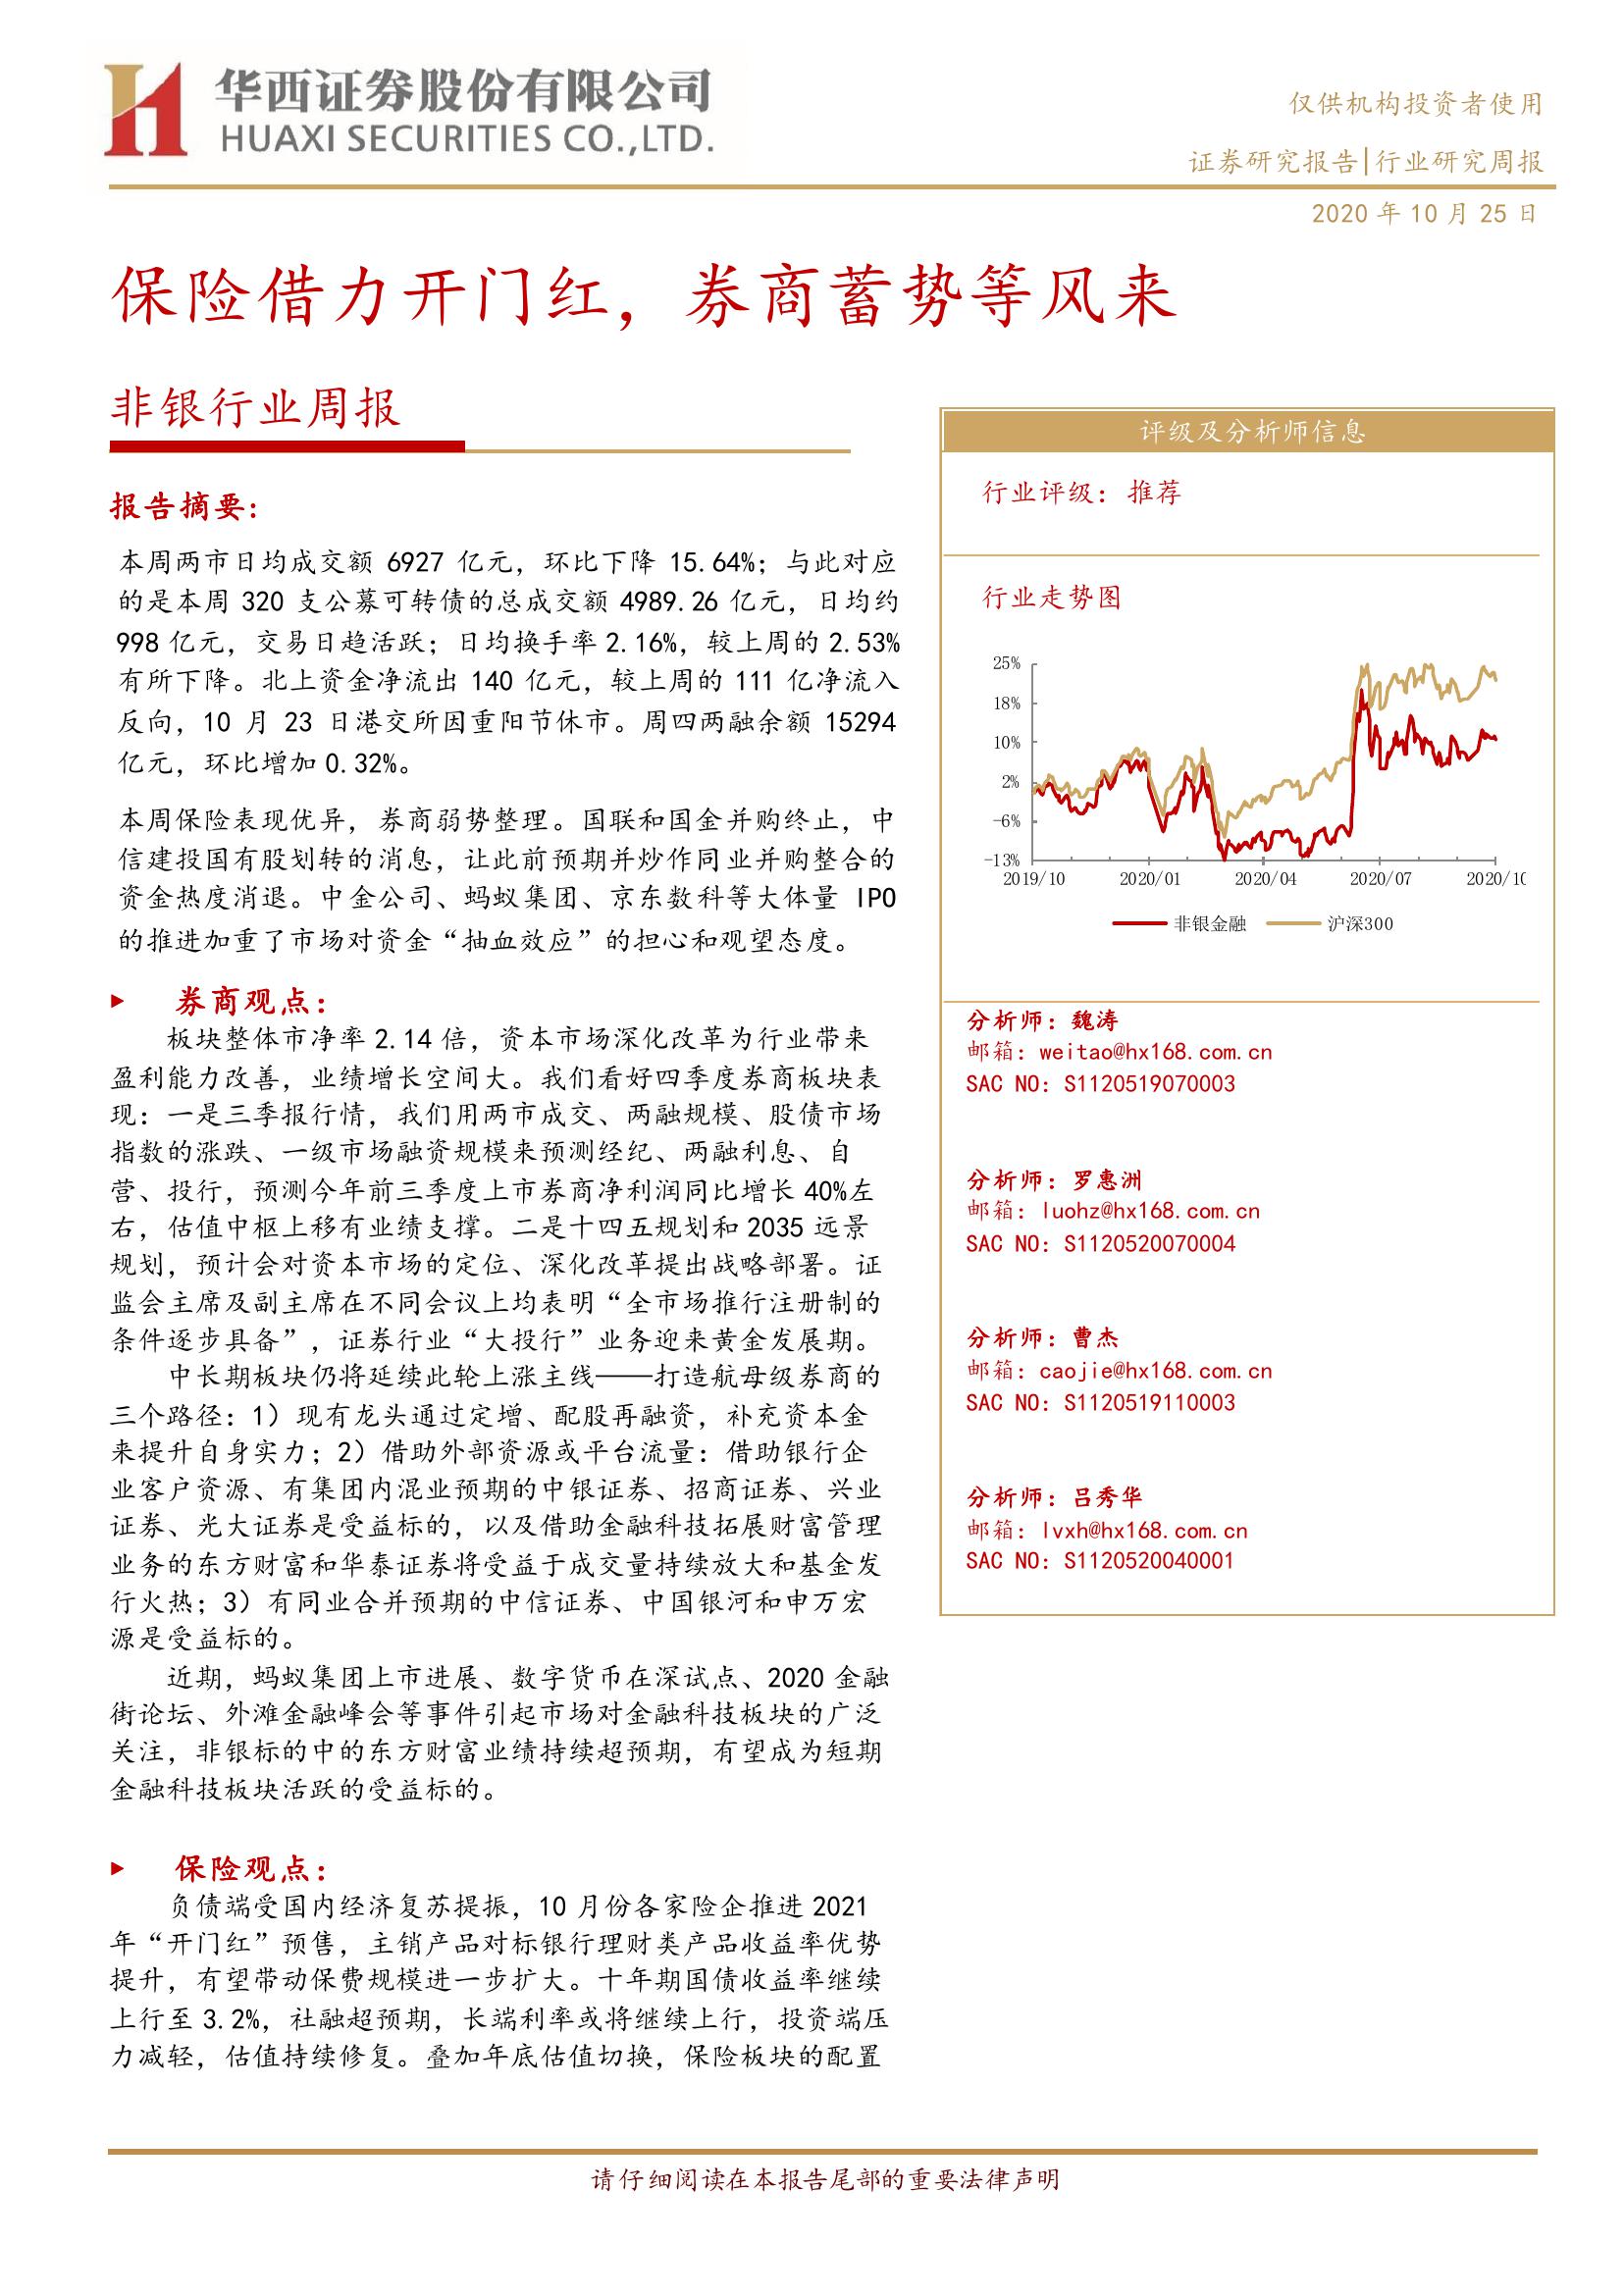 华西证券股份有限公司
HUAXI SECURITIES CO.,LTD.
仅供机构投资者使用
证券研究报告|行业研究周报
2020 年 10 月 25 日
保险借力开门红，券商蓄势等风来
非银行业周报
报告摘要：
本周两市日均成交额 6927 亿元，环比下降 15.64%；与此对应
的是本周 320 支公募可转债的总成交额 4989.26 亿元，日均约
998 亿元，交易日趋活跃；日均换手率 2.16%，较上周的 2.53%
有所下降。北上资金净流出 140 亿元，较上周的 111 亿净流入
反向，10 月 23 日港交所因重阳节休市。周四两融余额 15294
亿元，环比增加 0.32%。
本周保险表现优异，券商弱势整理。国联和国金并购终止，中
信建投国有股划转的消息，让此前预期并炒作同业并购整合的
资金热度消退。中金公司、蚂蚁集团、京东数科等大体量 IPO
的推进加重了市场对资金“抽血效应”的担心和观望态度。
券商观点：
板块整体市净率 2.14 倍，资本市场深化改革为行业带来
盈利能力改善，业绩增长空间大。我们看好四季度券商板块表
现：一是三季报行情，我们用两市成交、两融规模、股债市场
指数的涨跌、一级市场融资规模来预测经纪、两融利息、自
营、投行，预测今年前三季度上市券商净利润同比增长 40%左
右，估值中枢上移有业绩支撑。二是十四五规划和 2035 远景
规划，预计会对资本市场的定位、深化改革提出战略部署。证
监会主席及副主席在不同会议上均表明“全市场推行注册制的
条件逐步具备”，证券行业“大投行”业务迎来黄金发展期。
中长期板块仍将延续此轮上涨主线——打造航母级券商的
三个路径：1）现有龙头通过定增、配股再融资，补充资本金
来提升自身实力；2）借助外部资源或平台流量：借助银行企
业客户资源、有集团内混业预期的中银证券、招商证券、兴业
证券、光大证券是受益标的，以及借助金融科技拓展财富管理
业务的东方财富和华泰证券将受益于成交量持续放大和基金发
行火热；3）有同业合并预期的中信证券、中国银河和申万宏
源是受益标的。
近期，蚂蚁集团上市进展、数字货币在深试点、2020 金融
街论坛、外滩金融峰会等事件引起市场对金融科技板块的广泛
关注，非银标的中的东方财富业绩持续超预期，有望成为短期
金融科技板块活跃的受益标的。
保险观点：
负债端受国内经济复苏提振，10 月份各家险企推进 2021
年“开门红”预售，主销产品对标银行理财类产品收益率优势
提升，有望带动保费规模进一步扩大。十年期国债收益率继续
上行至 3.2%，社融超预期，长端利率或将继续上行，投资端压
力减轻，估值持续修复。叠加年底估值切换，保险板块的配置
评级及分析师信息
行业评级：推荐
行业走势图
25%
18%
10%
2%
-6%
-13%
2019/10 2020/01 2020/04 2020/07 2020/10
非银金融 沪深300
分析师：魏涛
邮箱：weitao@hx168.com.cn
SAC NO：S1120519070003
分析师：罗惠洲
邮箱：luohz@hx168.com.cn
SAC NO：S1120520070004
分析师：曹杰
邮箱：caojie@hx168.com.cn
SAC NO：S1120519110003
分析师：吕秀华
邮箱：lvxh@hx168.com.cn
SAC NO：S1120520040001
请仔细阅读在本报告尾部的重要法律声明